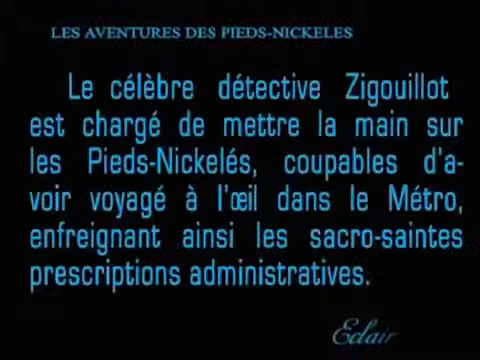 LES AVENTURES DES PIEDS-NICKELES
Le célèbre détective Zigouillot
est chargé de mettre la main sur
les Pieds-Nickelés, coupables d'a-
voir voyagé à l'œil dans le Métro,
enfreignant ainsi les sacro-saintes
prescriptions administratives.
Eclair